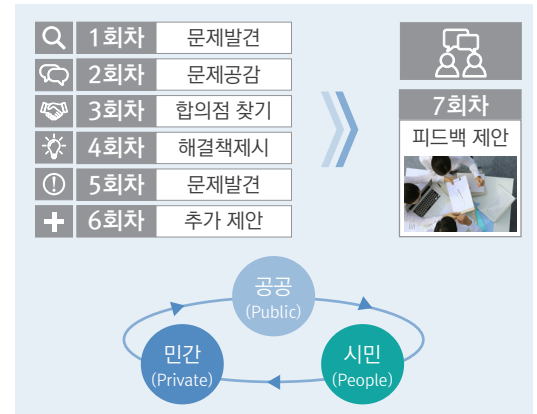 1회차 문제발견
2회차 문제공감
3회차 합의점 찾기
4회차 해결책제시
5회차 문제발견
6회차 추가 제안
7회차
피드백 제안
공공
(Public)
민간
(Private)
시민
(People)